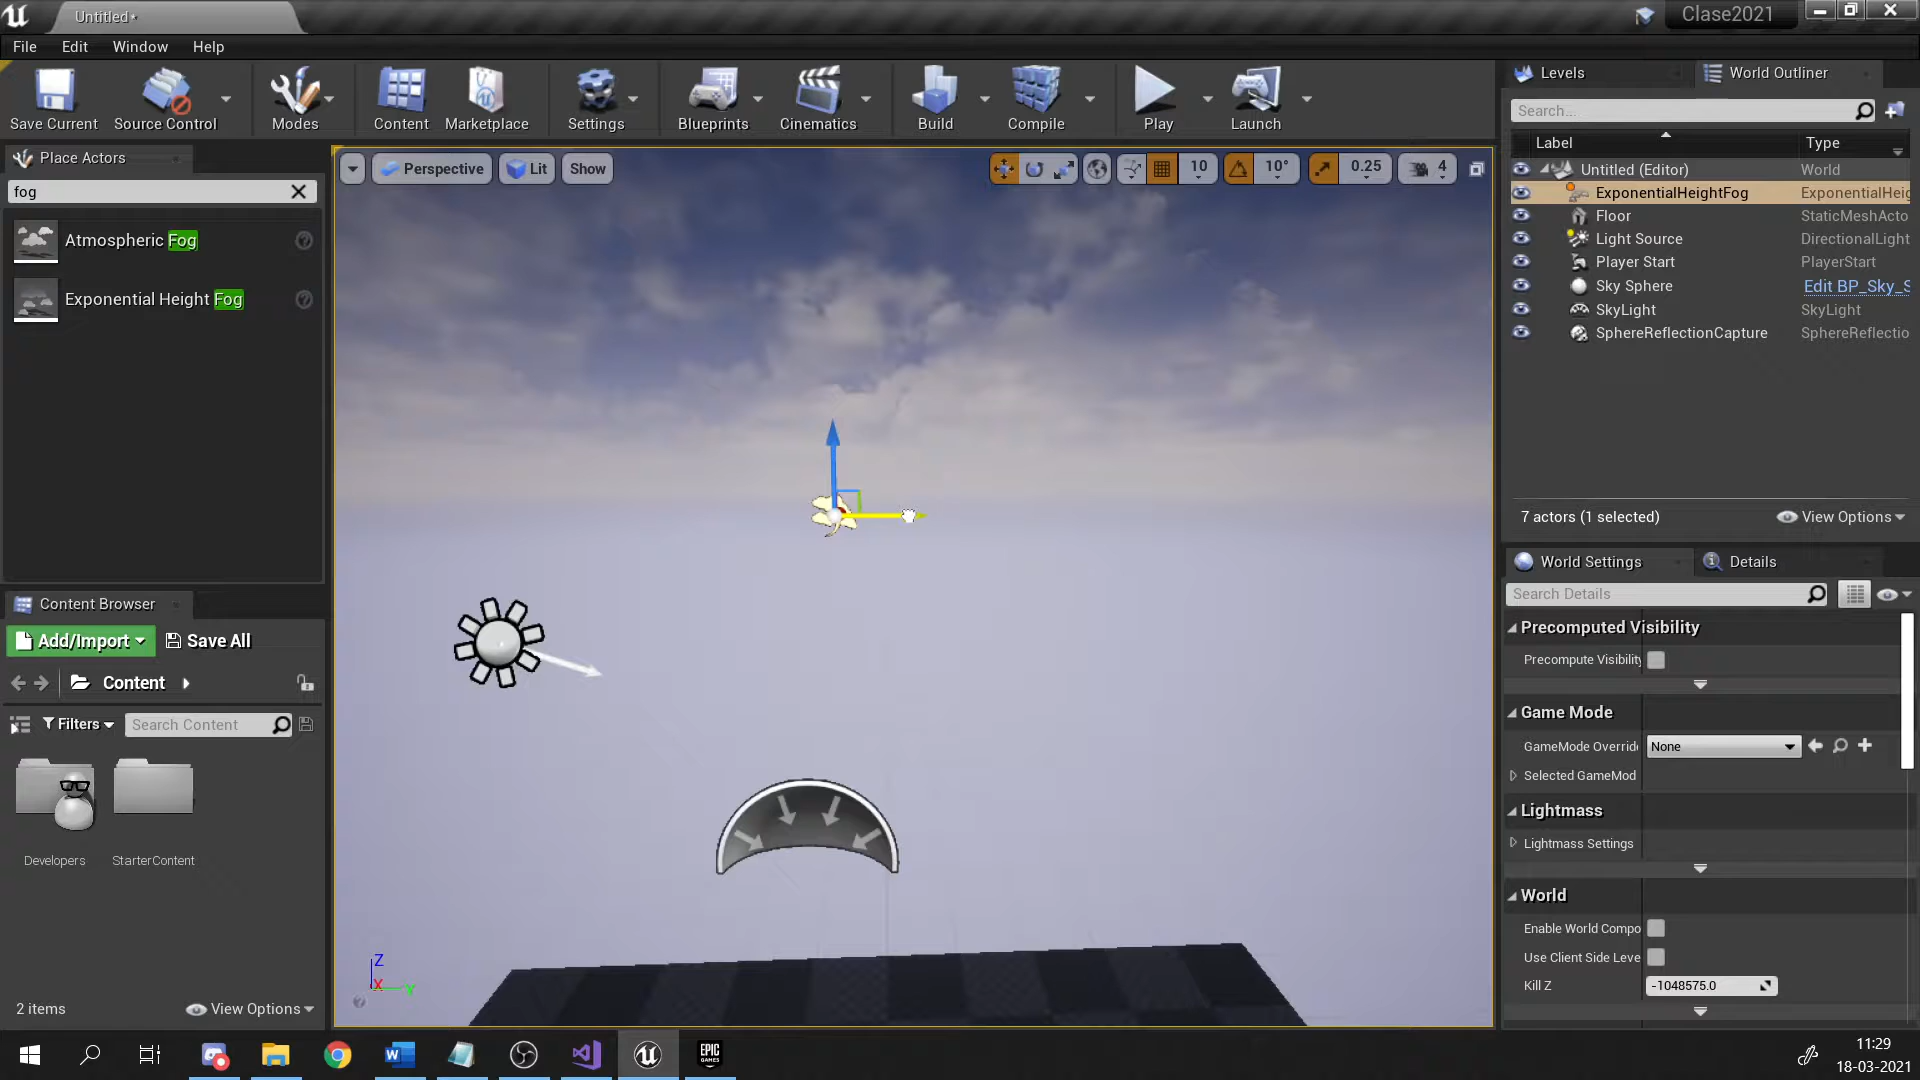 Untitled*
Clase2021
File Edit Window Help
Save Current
Source Control
Modes
Content
Marketplace
Settings
Blueprints
Cinematics
Build
Compile
Play
Launch
Levels
World Outliner
Search...
Label
Type
Untitled (Editor) World
ExponentialHeightFog ExponentialHeig
Floor StaticMeshActo
Light Source DirectionalLight
Player Start PlayerStart
Sky Sphere Edit BP_Sky_S
SkyLight SkyLight
SphereReflectionCapture SphereReflectio
7 actors (1 selected)
View Options
Place Actors
fog
Atmospheric Fog
Exponential Height Fog
Perspective
Lit
Show
10
10°
0.25
4
Z
X
Y
Content Browser
Add/Import
Save All
Content
Filters
Search Content
Developers
StarterContent
2 items
View Options
World Settings
Details
Search Details
Precomputed Visibility
Precompute Visibility
Game Mode
GameMode Overrid None
Selected GameMod
Lightmass
Lightmass Settings
World
Enable World Compo
Use Client Side Leve
Kill Z -1048575.0
EPIC
GAMES
11:29
18-03-2021